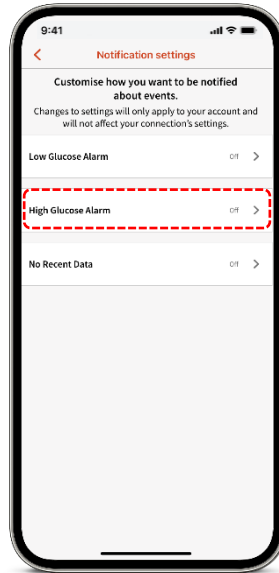 9:41
Notification settings
Customise how you want to be notified
about events.
Changes to settings will only apply to your account and
will not affect your connection's settings.
Low Glucose Alarm Off
High Glucose Alarm Off
No Recent Data Off